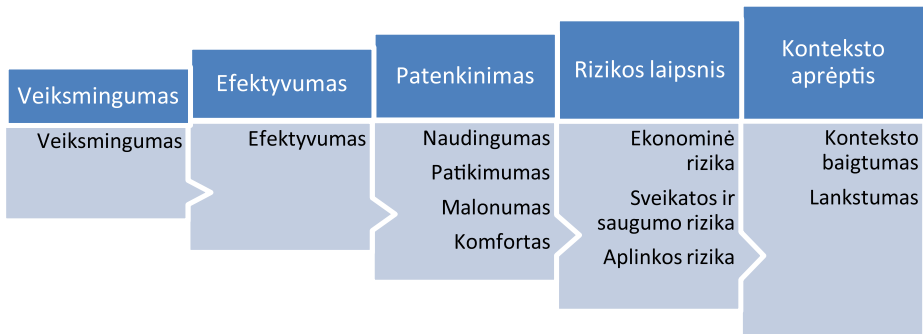 Veiksmingumas
Veiksmingumas
Efektyvumas
Efektyvumas
Patenkinimas
Naudingumas
Patikimumas
Malonumas
Komfortas
Rizikos laipsnis
Ekonominė
rizika
Sveikatos ir
saugumo rizika
Aplinkos rizika
Konteksto
aprėptis
Konteksto
baigtumas
Lankstumas